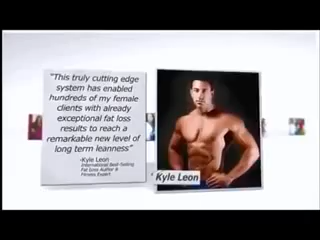 "This truly cutting edge
system has enabled
hundreds of my female
clients with already
exceptional fat loss
results to reach a
remarkable new level of
long term leanness"
-Kyle Leon
International Best-Selling
Fat Loss Author &
Fitness Expert
Kyle Leon